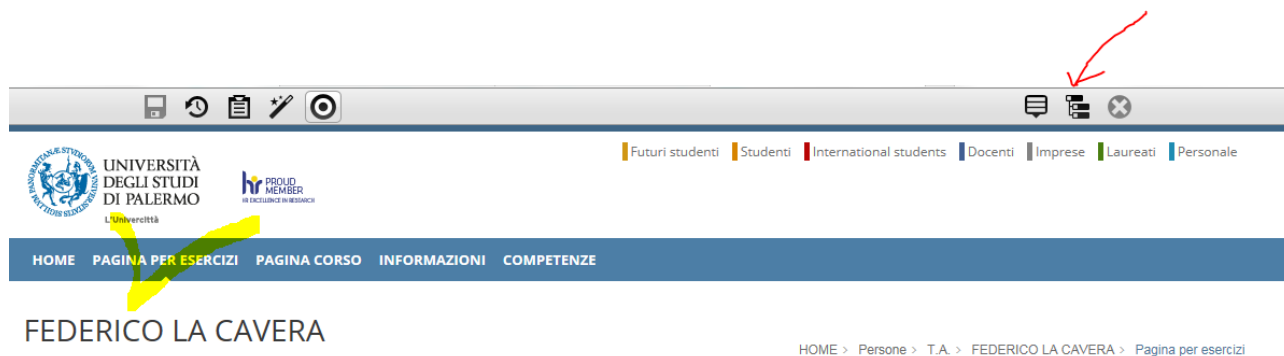 Futuri studenti Studenti International students Docenti Imprese Laureati Personale
UNIVERSITÀ
DEGLI STUDI
DI PALERMO
L'Univercittà
PROUD
MEMBER
HR EXCELLENCE IN RESEARCH
HOME PAGINA PER ESERCIZI PAGINA CORSO INFORMAZIONI COMPETENZE
FEDERICO LA CAVERA
HOME > Persone > T.A. > FEDERICO LA CAVERA > Pagina per esercizi